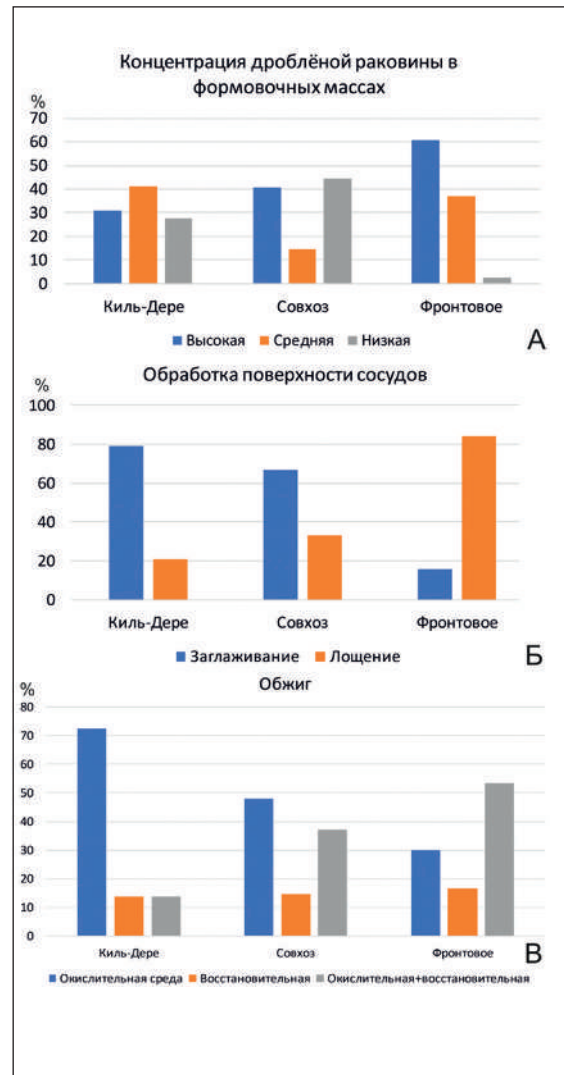 Концентрация дроблёной раковины в
формовочных массах
%
70
60
50
40
30
20
10
0
Киль-Дере Совхоз Фронтовое
Высокая Средняя Низкая А
Обработка поверхности сосудов
%
100
80
60
40
20
0
Киль-Дере Совхоз Фронтовое
Заглаживание Лощение Б
Обжиг
%
80
70
60
50
40
30
20
10
0
Киль-Дере Совхоз Фронтовое
Окислительная среда Восстановительная Окислительная+восстановительная В